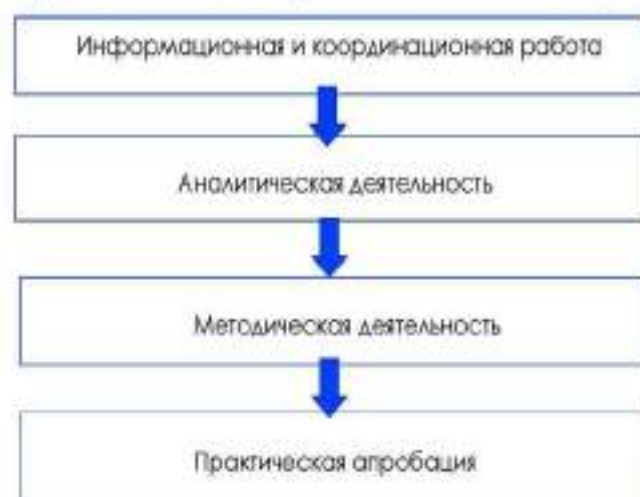 Информационная и координационная работа
Аналитическая деятельность
Методическая деятельность
Практическая апробация